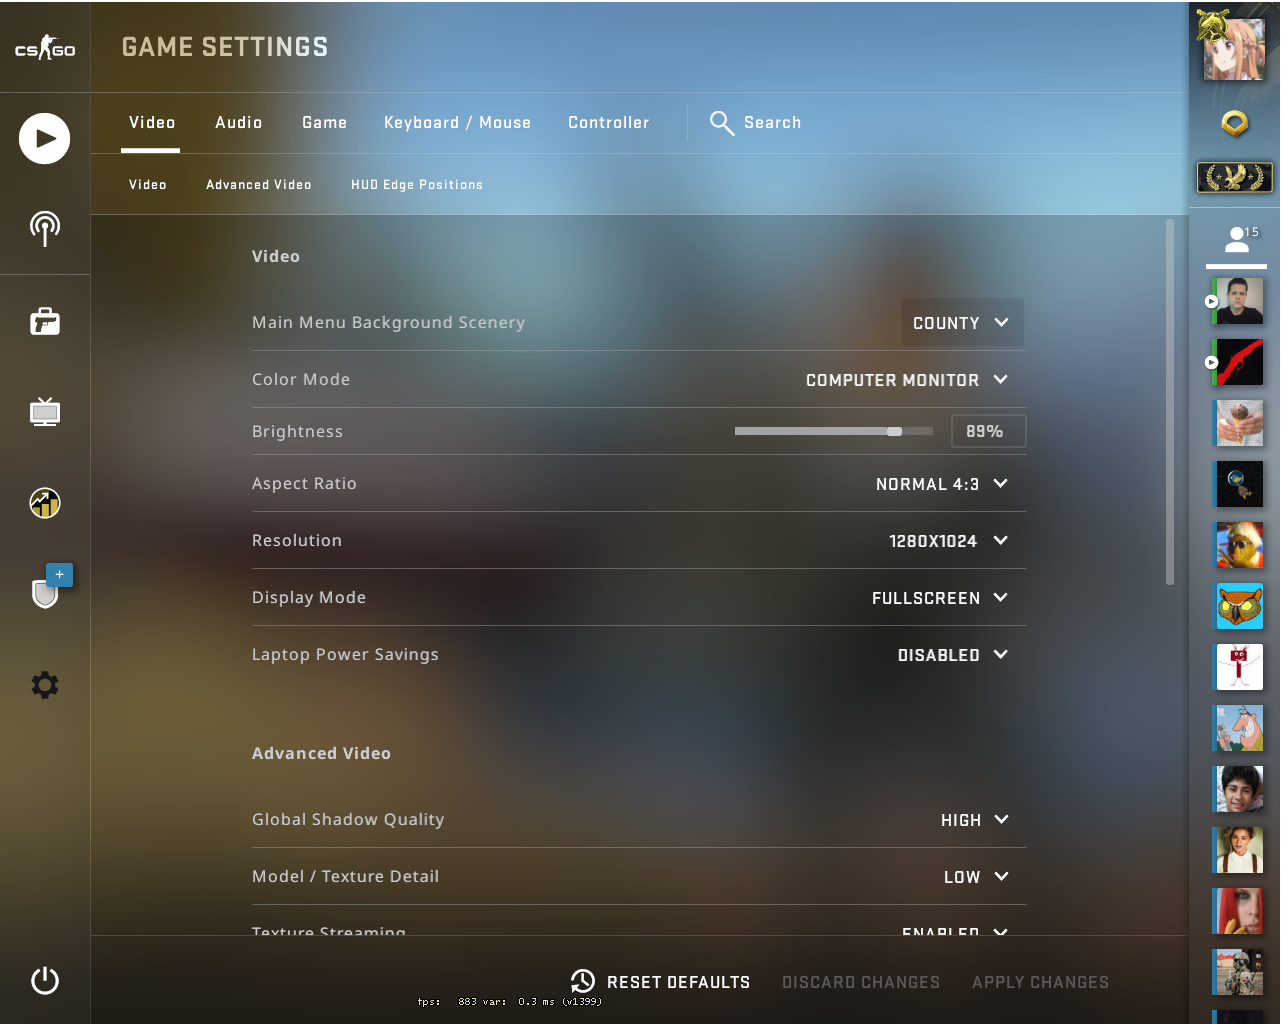 CS GO
GAME SETTINGS
Video Audio Game Keyboard / Mouse Controller Search
Video Advanced Video HUD Edge Positions
15
Video
Main Menu Background Scenery COUNTY
Color Mode COMPUTER MONITOR
Brightness 89%
Aspect Ratio NORMAL 4:3
Resolution 1280X1024
Display Mode FULLSCREEN
+
Laptop Power Savings DISABLED
Advanced Video
Global Shadow Quality HIGH
Model / Texture Detail LOW
Texture Streaming ENABLED
RESET DEFAULTS DISCARD CHANGES APPLY CHANGES
fps: 883 var: 0.3 ms (v1399)